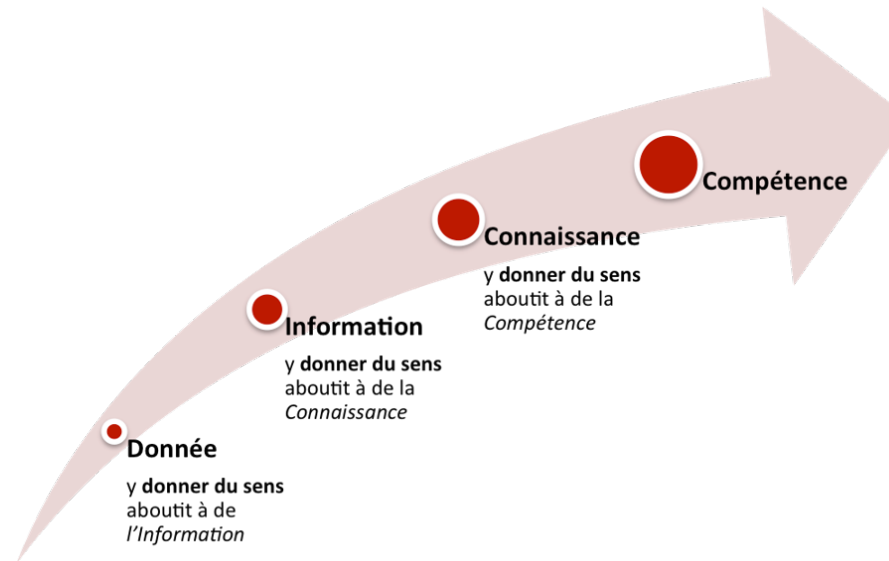 Compétence
Connaissance
y donner du sens
aboutit à de la
Compétence
Information
y donner du sens
aboutit à de la
Connaissance
Donnée
y donner du sens
aboutit à de
l’Information